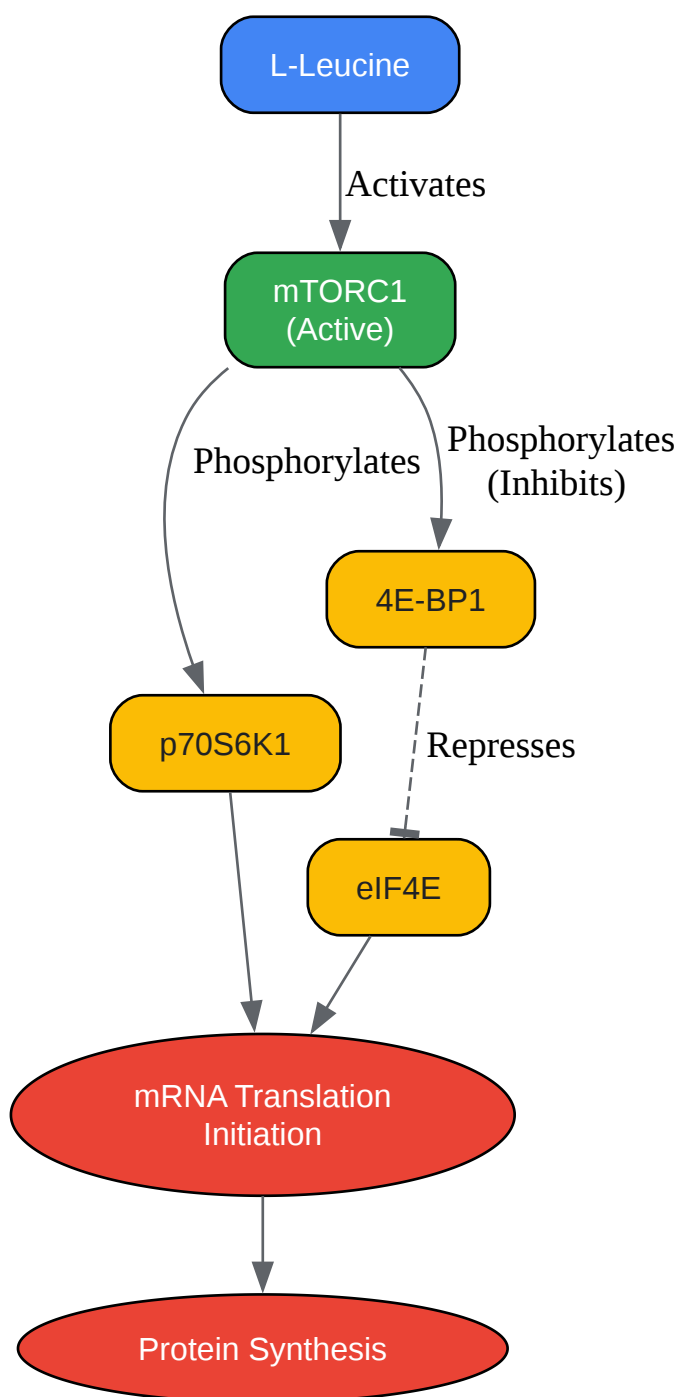 L-Leucine
Activates
mTORC1
(Active)
Phosphorylates
Phosphorylates
(Inhibits)
4E-BP1
p70S6K1
Represses
eIF4E
mRNA Translation
Initiation
Protein Synthesis